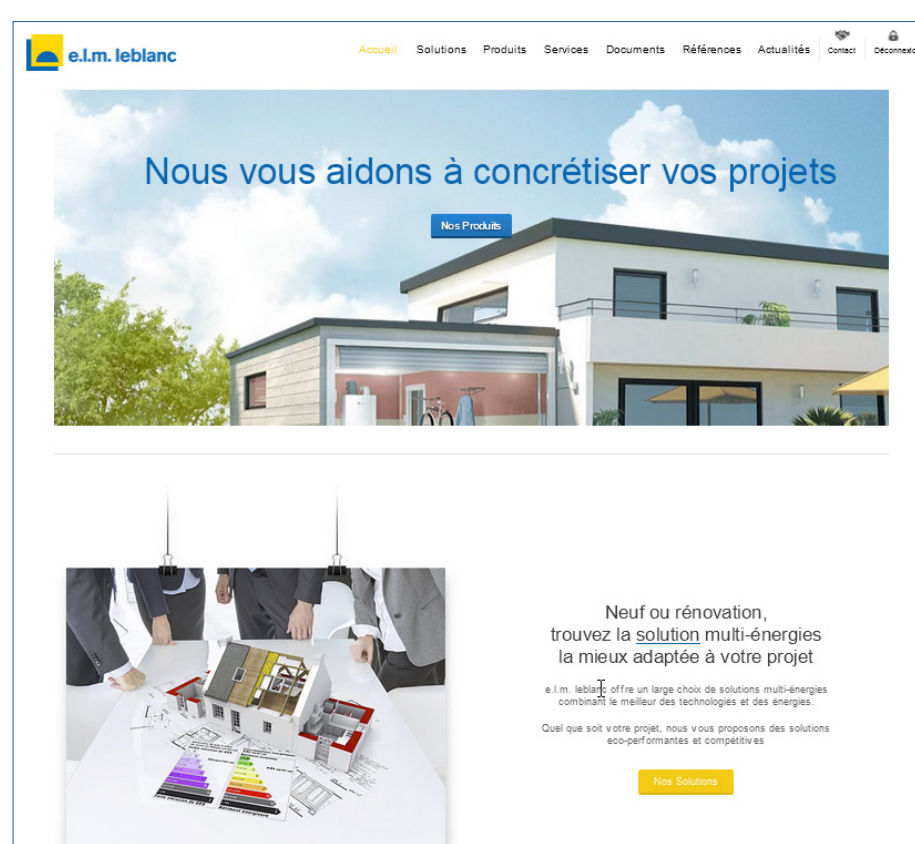 e.l.m. leblanc
Accueil Solutions Produits Services Documents Références Actualités Contact Déconnexio
Nous vous aidons à concrétiser vos projets
Nos Produits
Neuf ou rénovation,
trouvez la solution multi-énergies
la mieux adaptée à votre projet
e.l.m. leblanc offre un large choix de solutions multi-énergies
combinant le meilleur des technologies et des énergies.
Quel que soit votre projet, nous vous proposons des solutions
eco-performantes et compétitives
Nos Solutions